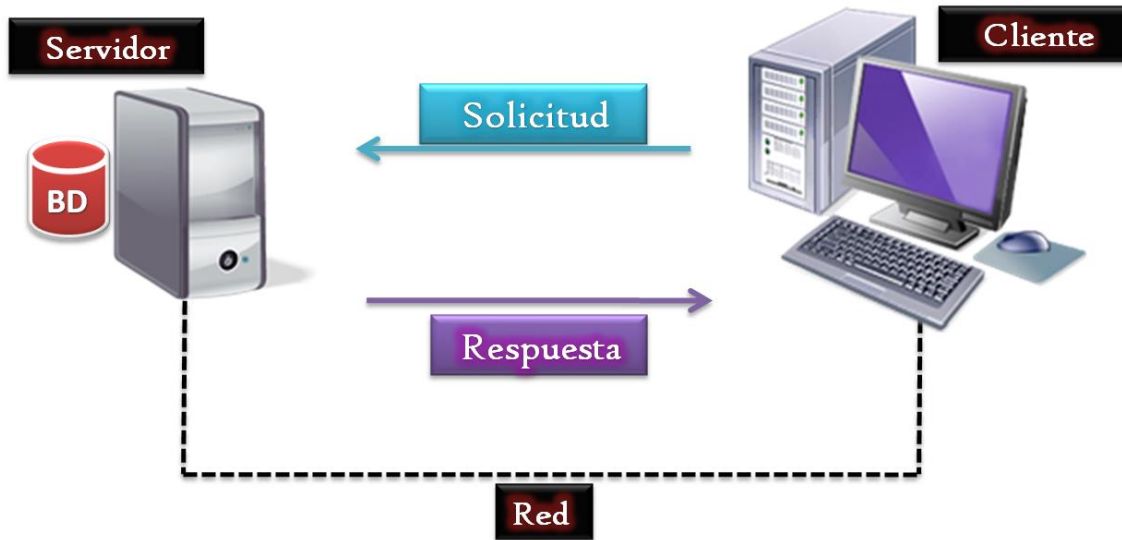 Servidor
Cliente
Solicitud
BD
Respuesta
Red